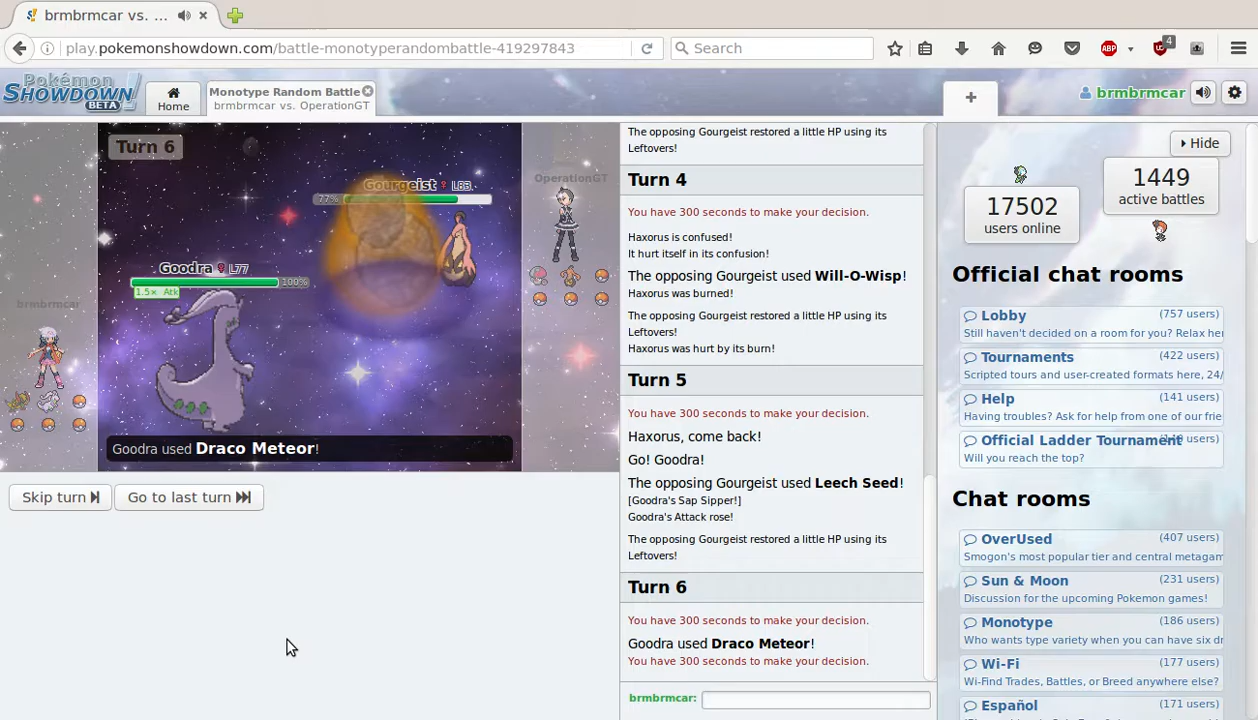 brmbrmcar vs. ...
play.pokemonshowdown.com/battle-monotyperandombattle-419297843
Search
ABP
4
Pokémon
SHOWDOWN
BETA
Home
Monotype Random Battle
brmbrmcar vs. OperationGT
+
brmbrmcar
Turn 6
OperationGT
Gourgeist L83
77%
Goodra L77
100%
1.5× Atk
brmbrmcar
Goodra used Draco Meteor!
Skip turn
Go to last turn
The opposing Gourgeist restored a little HP using its
Leftovers!
Turn 4
You have 300 seconds to make your decision.
Haxorus is confused!
It hurt itself in its confusion!
The opposing Gourgeist used Will-O-Wisp!
Haxorus was burned!
The opposing Gourgeist restored a little HP using its
Leftovers!
Haxorus was hurt by its burn!
Turn 5
You have 300 seconds to make your decision.
Haxorus, come back!
Go! Goodra!
The opposing Gourgeist used Leech Seed!
[Goodra's Sap Sipper!]
Goodra's Attack rose!
The opposing Gourgeist restored a little HP using its
Leftovers!
Turn 6
You have 300 seconds to make your decision.
Goodra used Draco Meteor!
You have 300 seconds to make your decision.
brmbrmcar:
Hide
17502
users online
1449
active battles
Official chat rooms
Lobby (757 users)
Still haven't decided on a room for you? Relax her
Tournaments (422 users)
Scripted tours and user-created formats here, 24/
Help (141 users)
Having troubles? Ask for help from one of our frie
Official Ladder Tournament
Will you reach the top?
Chat rooms
OverUsed (407 users)
Smogon's most popular tier and central metagam
Sun & Moon (231 users)
Discussion for the upcoming Pokemon games!
Monotype (186 users)
Who wants type variety when you can have six dr
Wi-Fi (177 users)
Wi-Find Trades, Battles, or Breed anywhere else?
Español (171 users)